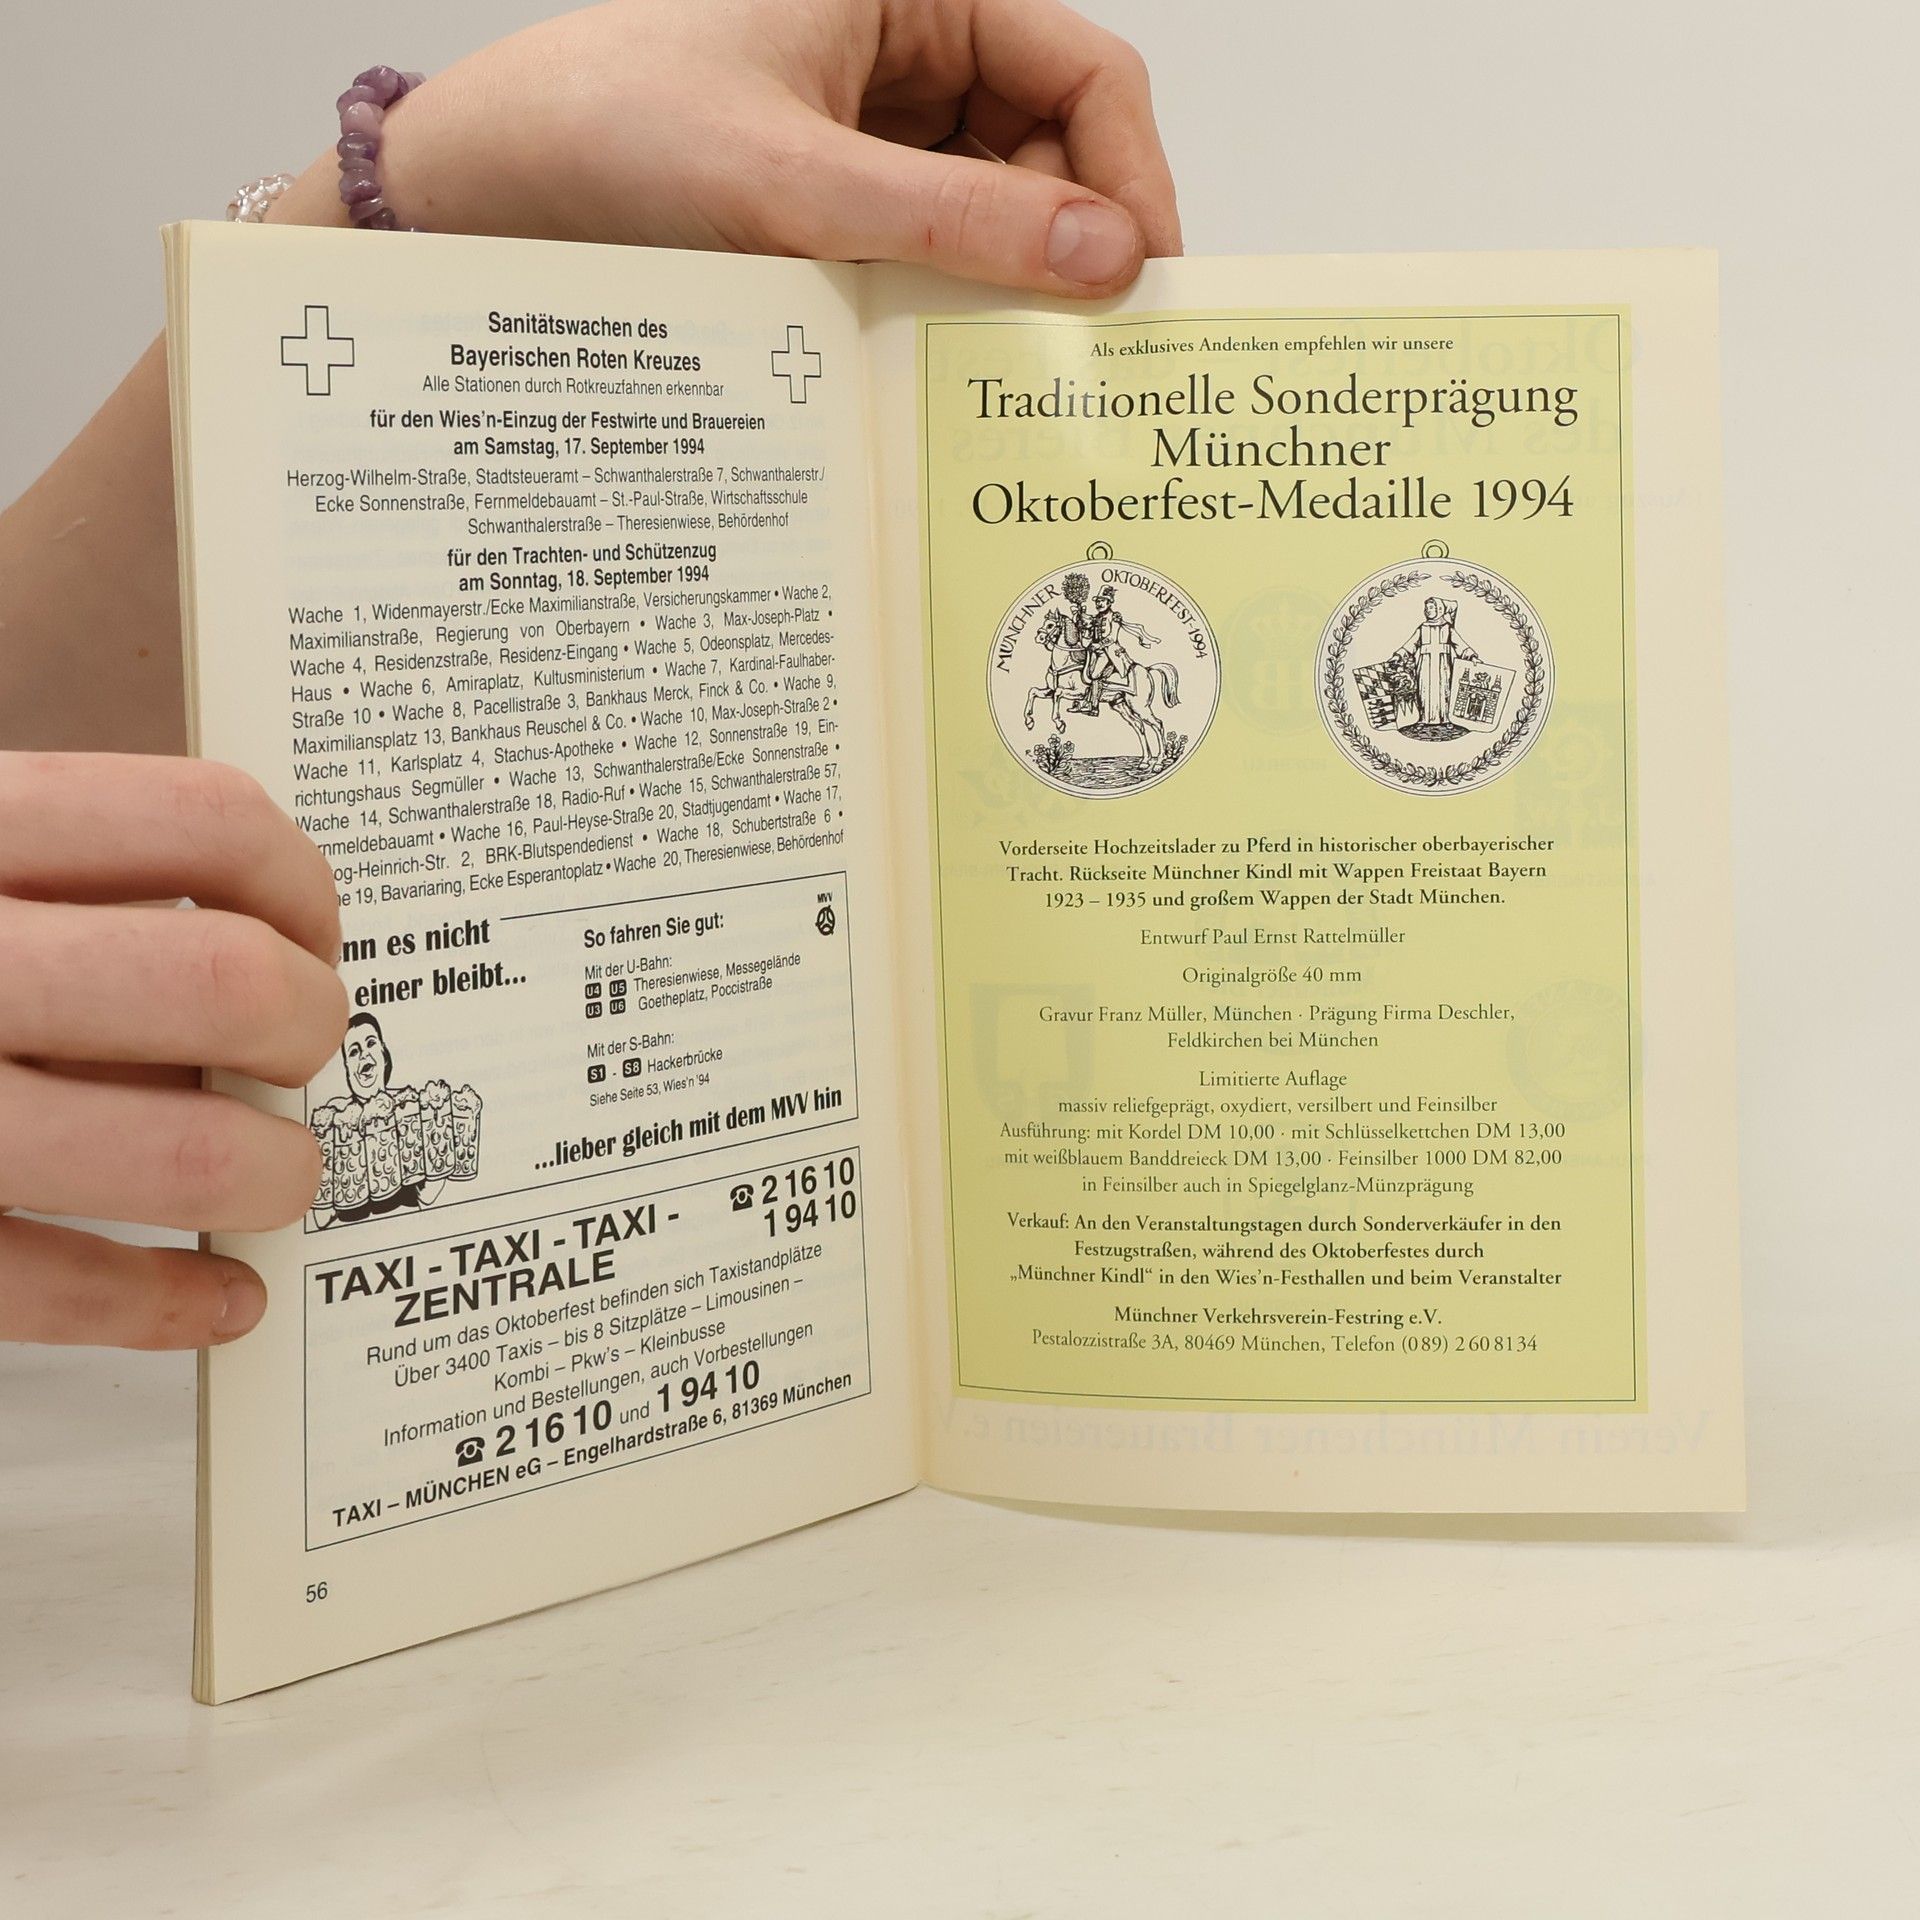 Sanitätswachen des
Bayerischen Roten Kreuzes
Alle Stationen durch Rotkreuzfahnen erkennbar
für den Wies'n-Einzug der Festwirte und Brauereien
am Samstag, 17. September 1994
Herzog-Wilhelm-Straße, Stadtsteueramt – Schwanthalerstraße 7, Schwanthalerstr./
Ecke Sonnenstraße, Fernmeldebauamt – St.-Paul-Straße, Wirtschaftsschule
Schwanthalerstraße – Theresienwiese, Behördenhof
für den Trachten- und Schützenzug
am Sonntag, 18. September 1994
Wache 1, Widenmayerstr./Ecke Maximilianstraße, Versicherungskammer • Wache 2,
Maximilianstraße, Regierung von Oberbayern • Wache 3, Max-Joseph-Platz •
Wache 4, Residenzstraße, Residenz-Eingang • Wache 5, Odeonsplatz, Mercedes-
Haus • Wache 6, Amiraplatz, Kultusministerium • Wache 7, Kardinal-Faulhaber-
Straße 10 • Wache 8, Pacellistraße 3, Bankhaus Merck, Finck & Co. • Wache 9,
Maximiliansplatz 13, Bankhaus Reuschel & Co. • Wache 10, Max-Joseph-Straße 2 •
Wache 11, Karlsplatz 4, Stachus-Apotheke • Wache 12, Sonnenstraße 19, Ein-
richtungshaus Segmüller • Wache 13, Schwanthalerstraße/Ecke Sonnenstraße •
Wache 14, Schwanthalerstraße 18, Radio-Ruf • Wache 15, Schwanthalerstraße 57,
rnmeldebauamt • Wache 16, Paul-Heyse-Straße 20, Stadtjugendamt • Wache 17,
og-Heinrich-Str. 2, BRK-Blutspendedienst • Wache 18, Schubertstraße 6 •
he 19, Bavariaring, Ecke Esperantoplatz • Wache 20, Theresienwiese, Behördenhof
nn es nicht
einer bleibt...
So fahren Sie gut:
MVV
Mit der U-Bahn:
U4 U5 Theresienwiese, Messegelände
U3 U6 Goetheplatz, Poccistraße
Mit der S-Bahn:
S1 - S8 Hackerbrücke
Siehe Seite 53, Wies'n '94
...lieber gleich mit dem MVV hin
TAXI - TAXI - TAXI -
ZENTRALE
☎ 2 16 10
1 94 10
Rund um das Oktoberfest befinden sich Taxistandplätze
Über 3400 Taxis – bis 8 Sitzplätze – Limousinen –
Kombi – Pkw's – Kleinbusse
Information und Bestellungen, auch Vorbestellungen
☎ 2 16 10 und 1 94 10
TAXI – MÜNCHEN eG – Engelhardstraße 6, 81369 München
56
Als exklusives Andenken empfehlen wir unsere
Traditionelle Sonderprägung
Münchner
Oktoberfest-Medaille 1994
MÜNCHNER OKTOBERFEST·1994
Vorderseite Hochzeitslader zu Pferd in historischer oberbayerischer
Tracht. Rückseite Münchner Kindl mit Wappen Freistaat Bayern
1923 – 1935 und großem Wappen der Stadt München.
Entwurf Paul Ernst Rattelmüller
Originalgröße 40 mm
Gravur Franz Müller, München · Prägung Firma Deschler,
Feldkirchen bei München
Limitierte Auflage
massiv reliefgeprägt, oxydiert, versilbert und Feinsilber
Ausführung: mit Kordel DM 10,00 · mit Schlüsselkettchen DM 13,00
mit weißblauem Banddreieck DM 13,00 · Feinsilber 1000 DM 82,00
in Feinsilber auch in Spiegelglanz-Münzprägung
Verkauf: An den Veranstaltungstagen durch Sonderverkäufer in den
Festzugstraßen, während des Oktoberfestes durch
„Münchner Kindl“ in den Wies'n-Festhallen und beim Veranstalter
Münchner Verkehrsverein-Festring e.V.
Pestalozzistraße 3A, 80469 München, Telefon (0 89) 2 60 81 34